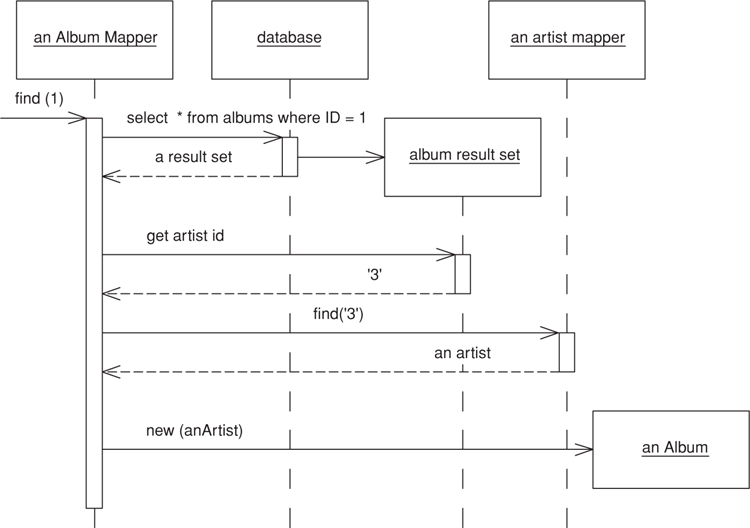 an Album Mapper
database
an artist mapper
find (1)
select * from albums where ID = 1
a result set
album result set
get artist id
'3'
find('3')
an artist
new (anArtist)
an Album